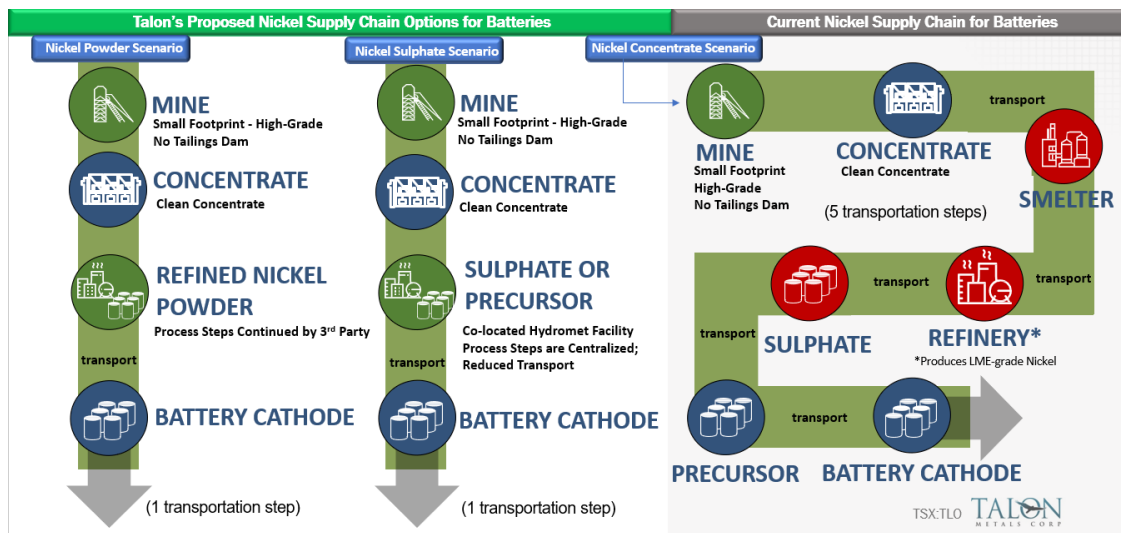 Talon's Proposed Nickel Supply Chain Options for Batteries
Current Nickel Supply Chain for Batteries
Nickel Powder Scenario
Nickel Sulphate Scenario
Nickel Concentrate Scenario
MINE
Small Footprint - High-Grade
No Tailings Dam
CONCENTRATE
Clean Concentrate
REFINED NICKEL
POWDER
Process Steps Continued by 3rd Party
transport
BATTERY CATHODE
(1 transportation step)
MINE
Small Footprint - High-Grade
No Tailings Dam
CONCENTRATE
Clean Concentrate
SULPHATE OR
PRECURSOR
Co-located Hydromet Facility
Process Steps are Centralized;
Reduced Transport
transport
BATTERY CATHODE
(1 transportation step)
MINE
Small Footprint
High-Grade
No Tailings Dam
CONCENTRATE
Clean Concentrate
transport
SMELTER
(5 transportation steps)
transport
REFINERY*
*Produces LME-grade Nickel
transport
SULPHATE
transport
PRECURSOR
transport
BATTERY CATHODE
TSX:TLO
TALON
METALS CORP